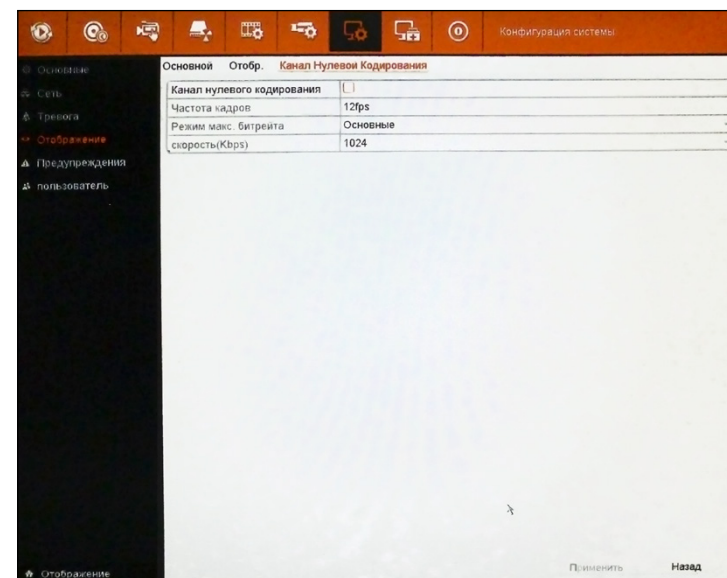 Конфигурация системы
Основные
Сеть
Тревога
Отображение
Предупреждения
пользователь
Основной Отобр. Канал Нулевой Кодирования
Канал нулевого кодирования
Частота кадров 12fps
Режим макс. битрейта Основные
скорость(Kbps) 1024
Применить Назад
Отображение